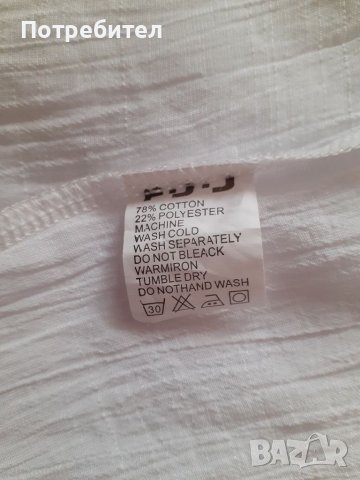 Потребител
78% COTTON
22% POLYESTER
MACHINE
WASH COLD
WASH SEPARATELY
DO NOT BLEACK
WARMIRON
TUMBLE DRY
DO NOTHAND WASH
30
BAZAR